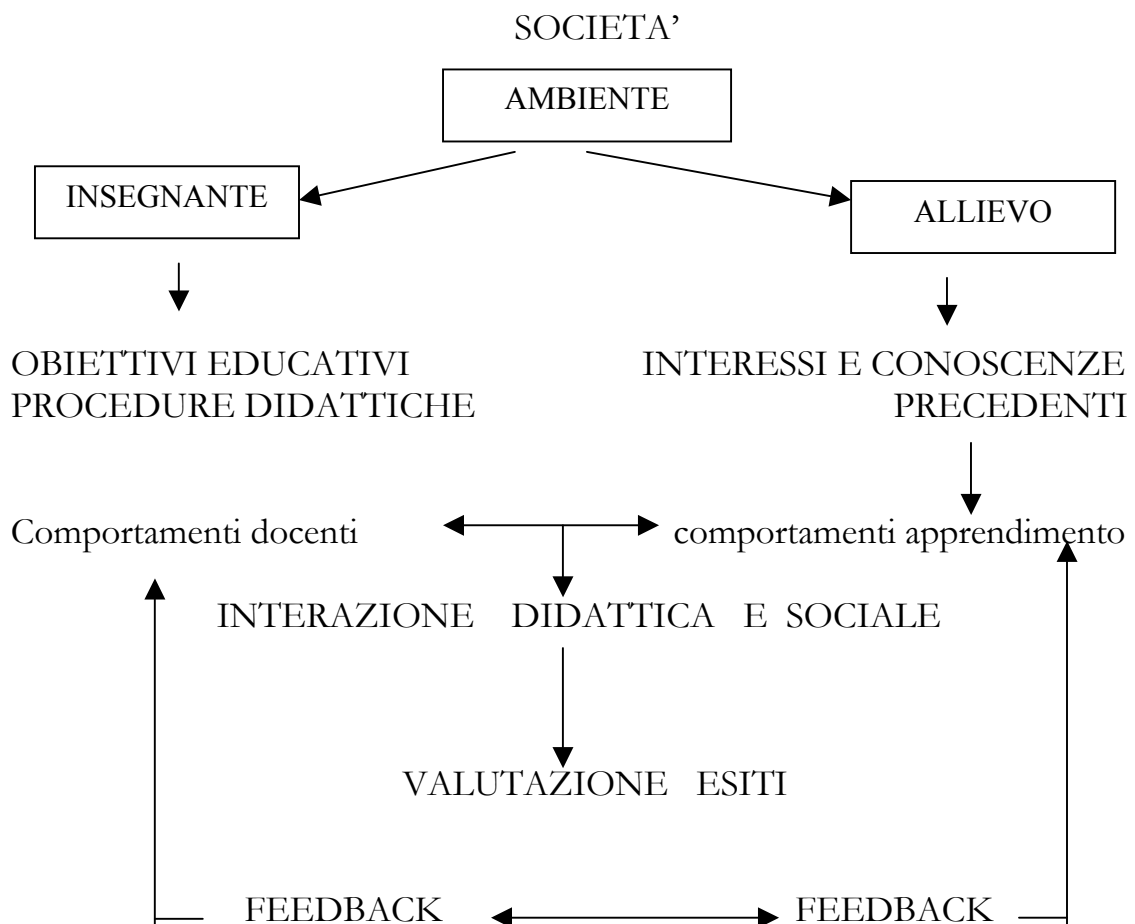 SOCIETA’
AMBIENTE
INSEGNANTE
ALLIEVO
OBIETTIVI EDUCATIVI
PROCEDURE DIDATTICHE
INTERESSI E CONOSCENZE
PRECEDENTI
Comportamenti docenti
comportamenti apprendimento
INTERAZIONE DIDATTICA E SOCIALE
VALUTAZIONE ESITI
FEEDBACK
FEEDBACK